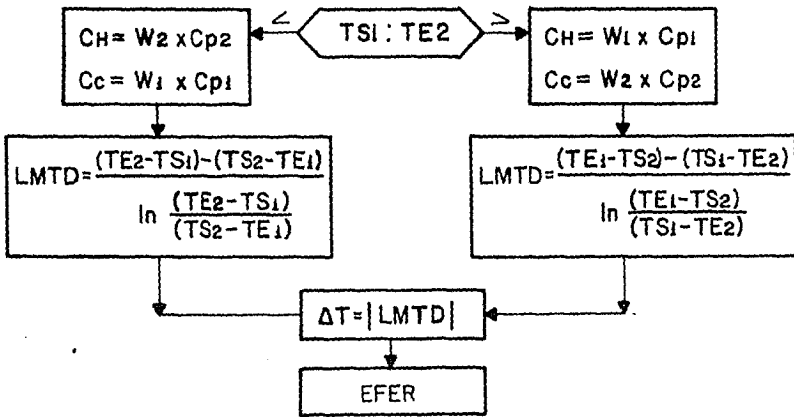 TS1 : TE2
<
≥
CH = W2 x Cp2
Cc = W1 x Cp1
CH = W1 x Cp1
Cc = W2 x Cp2
LMTD = (TE2-TS1)-(TS2-TE1)
ln (TE2-TS1)
(TS2-TE1)
LMTD = (TE1-TS2)-(TS1-TE2)
ln (TE1-TS2)
(TS1-TE2)
ΔT=|LMTD|
EFER